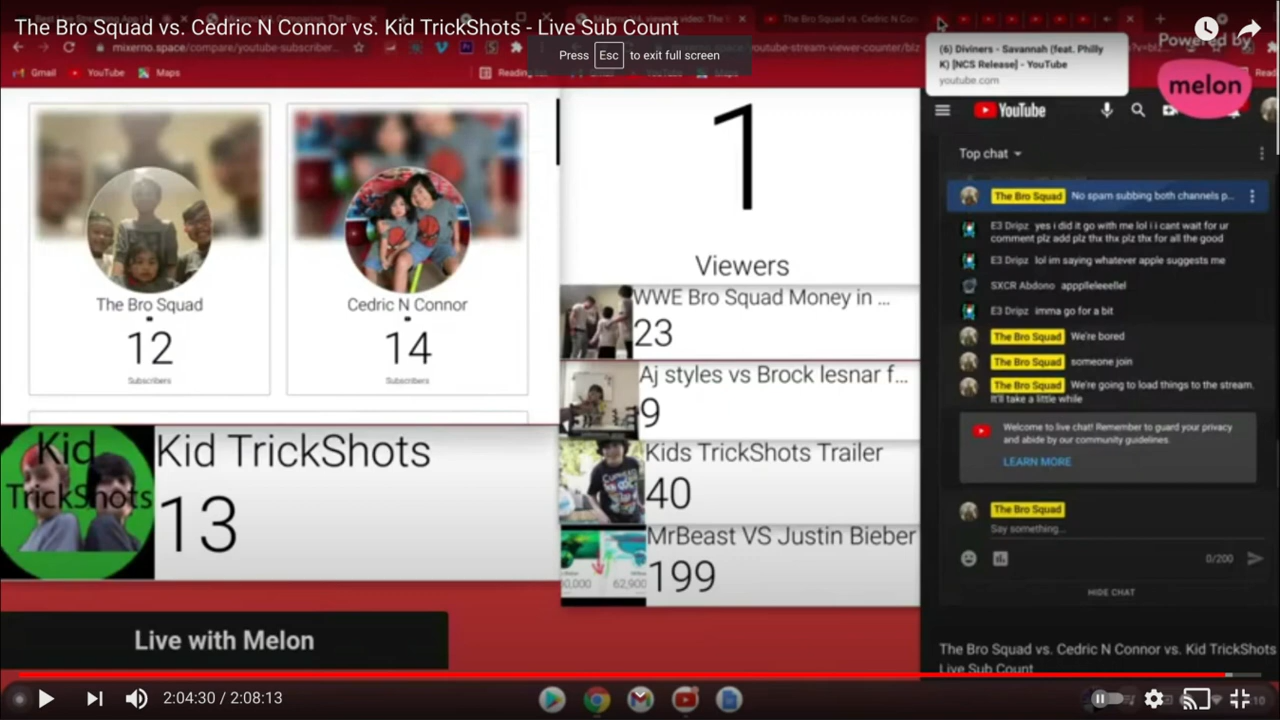 The Bro Squad vs. Cedric N Connor vs. Kid TrickShots - Live Sub Count
Press Esc to exit full screen
mixerno.space/compare/youtube-subscriber...
outube-stream-viewer-counter/blz
Gmail YouTube Maps
(6) Diviners - Savannah (feat. Philly
K) [NCS Release] - YouTube
youtube.com
Powered by
melon
YouTube
The Bro Squad
12
Subscribers
Cedric N Connor
14
Subscribers
Kid
TrickShots
Kid TrickShots
13
Live with Melon
1
Viewers
WWE Bro Squad Money in ...
23
Aj styles vs Brock lesnar f...
9
Kids TrickShots Trailer
40
MrBeast VS Justin Bieber
199
62,900
Top chat
The Bro Squad No spam subbing both channels p...
E3 Dripz yes i did it go with me lol i i cant wait for ur
comment plz add plz thx thx plz thx for all the good
E3 Dripz lol im saying whatever apple suggests me
SXCR Abdono appplleleeellel
E3 Dripz imma go for a bit
The Bro Squad We're bored
The Bro Squad someone join
The Bro Squad We're going to load things to the stream.
It'll take a little while
Welcome to live chat! Remember to guard your privacy
and abide by our community guidelines.
LEARN MORE
The Bro Squad
Say something...
0/200
HIDE CHAT
The Bro Squad vs. Cedric N Connor vs. Kid TrickShots
Live Sub Count
2:04:30 / 2:08:13